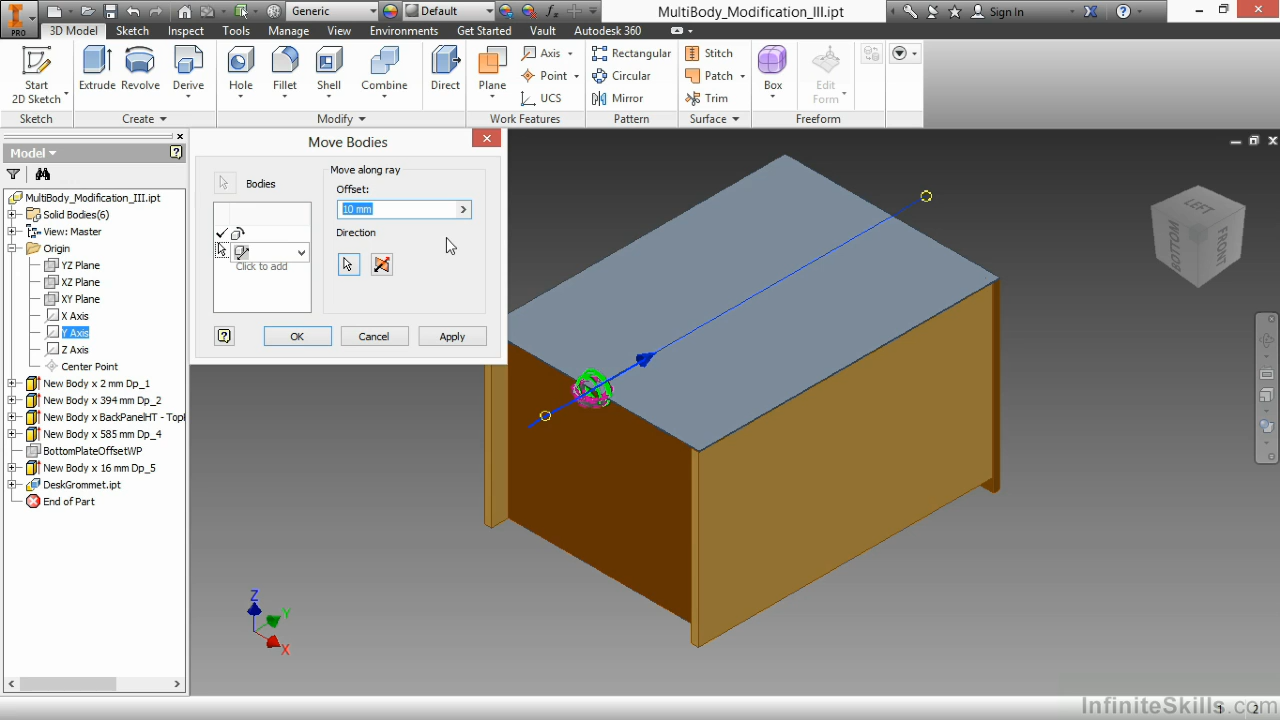 Generic
Default
MultiBody_Modification_III.ipt
Sign In
PRO
3D Model
Sketch
Inspect
Tools
Manage
View
Environments
Get Started
Vault
Autodesk 360
Start
2D Sketch
Extrude
Revolve
Derive
Hole
Fillet
Shell
Combine
Direct
Plane
Axis
Point
UCS
Rectangular
Circular
Mirror
Stitch
Patch
Trim
Box
Edit
Form
Sketch
Create
Modify
Work Features
Pattern
Surface
Freeform
Model
MultiBody_Modification_III.ipt
Solid Bodies(6)
View: Master
Origin
YZ Plane
XZ Plane
XY Plane
X Axis
Y Axis
Z Axis
Center Point
New Body x 2 mm Dp_1
New Body x 394 mm Dp_2
New Body x BackPanelHT - Topl
New Body x 585 mm Dp_4
BottomPlateOffsetWP
New Body x 16 mm Dp_5
DeskGrommet.ipt
End of Part
Move Bodies
Bodies
Click to add
Move along ray
Offset:
10 mm
Direction
OK
Cancel
Apply
LEFT
FRONT
BOTTOM
Z
Y
X
InfiniteSkills.com
1 2